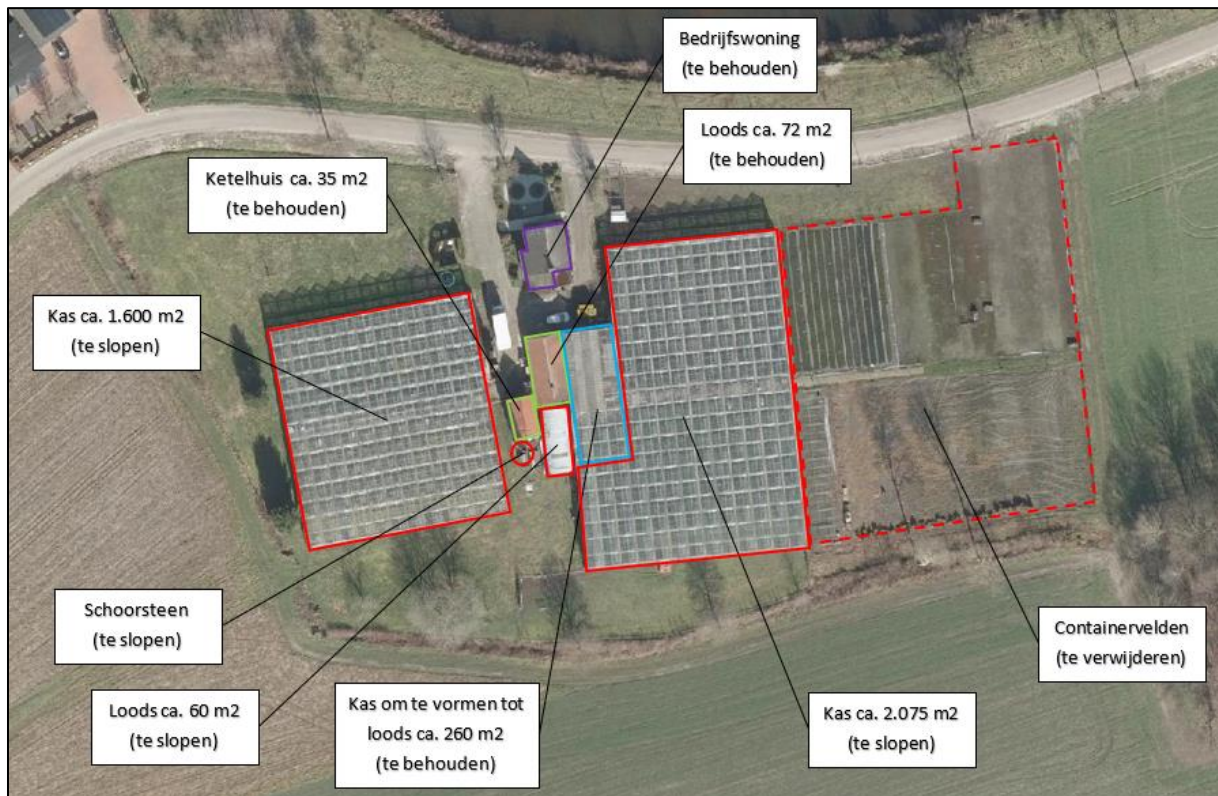 Bedrijfswoning
(te behouden)
Loods ca. 72 m2
(te behouden)
Ketelhuis ca. 35 m2
(te behouden)
Kas ca. 1.600 m2
(te slopen)
Schoorsteen
(te slopen)
Loods ca. 60 m2
(te slopen)
Kas om te vormen tot
loods ca. 260 m2
(te behouden)
Kas ca. 2.075 m2
(te slopen)
Containervelden
(te verwijderen)